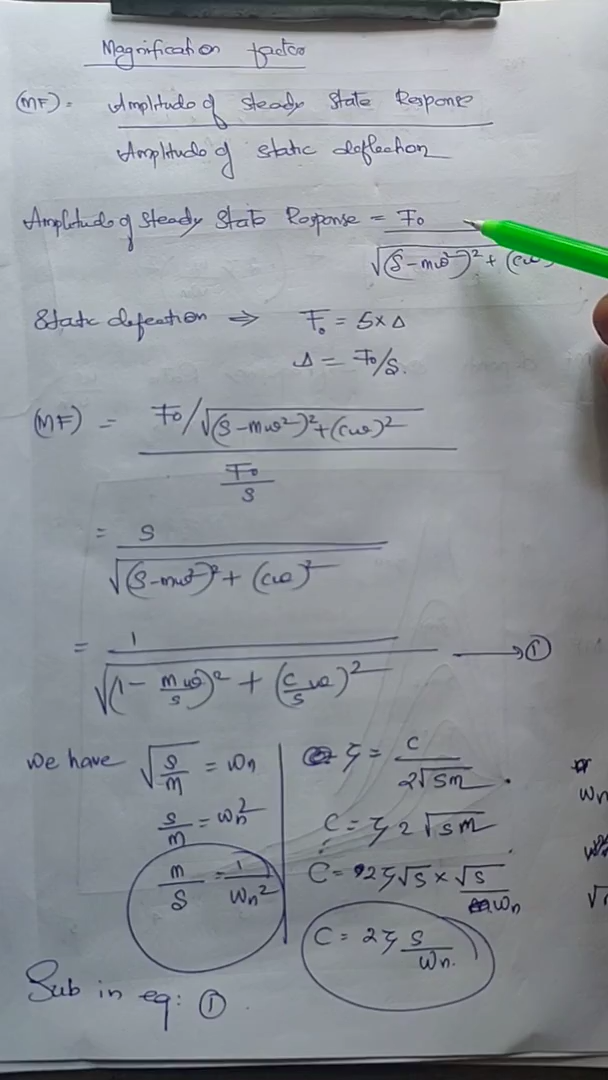 Magnification factor
(MF) = Amplitude of steady state Response / Amplitude of static deflection
Amplitude of steady state Response = F₀ / √((S-mω²)² + (cω)
Static defection ⇒ F₀ = S×Δ
Δ = F₀/S.
(MF) = F₀/√((S-mω²)²+(cω)²) / F₀/S
= S / √((S-mω²)² + (cω)²)
= 1 / √((1 - m/s ω²)² + (c/s ω)²) → ①
we have √(s/m) = ωn
s/m = ωn²
m/s = 1/ωn²
ζ = c / 2√sm
c = ζ 2 √sm
C = 2ζ√s × √s/ωn
C = 2ζ s/ωn.
Sub in eq: ①.
ωn